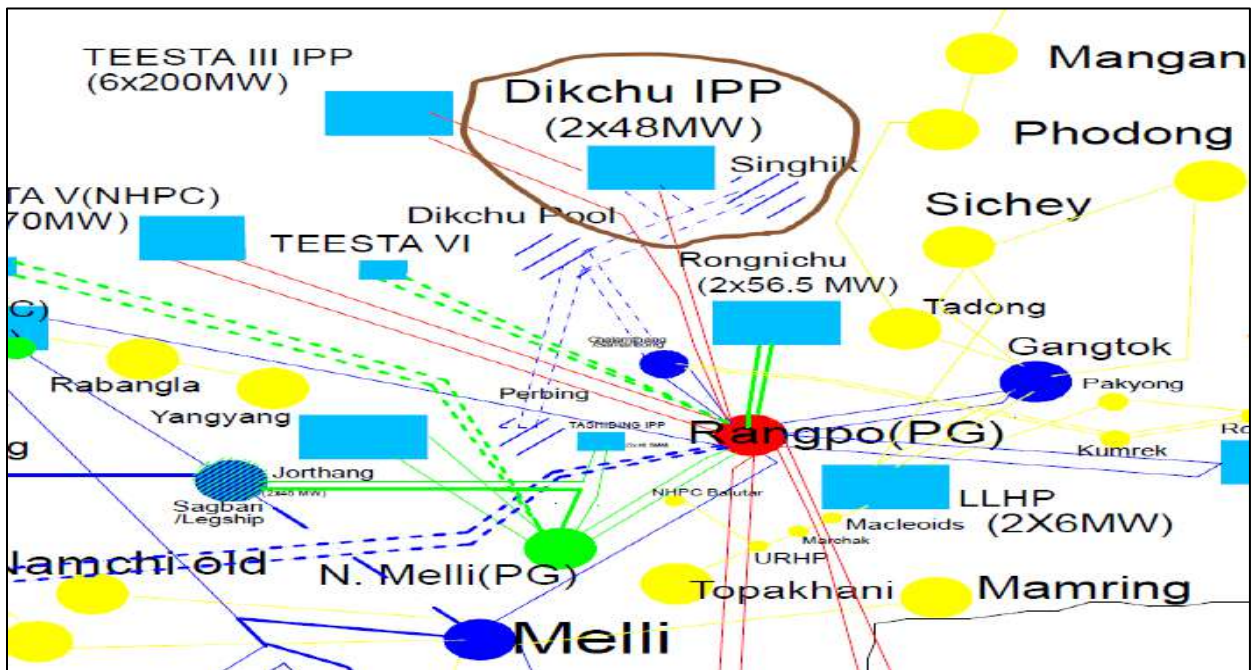 TEESTA III IPP
(6x200MW)
Dikchu IPP
(2x48MW)
Singhik
Mangan
Phodong
Sichey
TA V(NHPC)
70MW)
Dikchu Pool
TEESTA VI
Rongnichu
(2x56.5 MW)
Tadong
Gangtok
Pakyong
C)
Rabangla
Yangyang
Perbing
TASHIDING IPP
Rangpo(PG)
Kumrek
Ro
g
Jorthang
Sagbari
/Legship
NHPC Balutar
LLHP
(2X6MW)
Macleoids
Marchak
URHP
Namchi old
N. Melli(PG)
Topakhani
Mamring
Melli